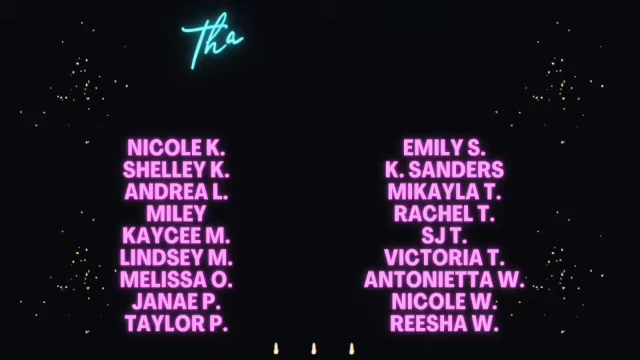 Tha
NICOLE K.
SHELLEY K.
ANDREA L.
MILEY
KAYCEE M.
LINDSEY M.
MELISSA O.
JANAE P.
TAYLOR P.
EMILY S.
K. SANDERS
MIKAYLA T.
RACHEL T.
SJ T.
VICTORIA T.
ANTONIETTA W.
NICOLE W.
REESHA W.